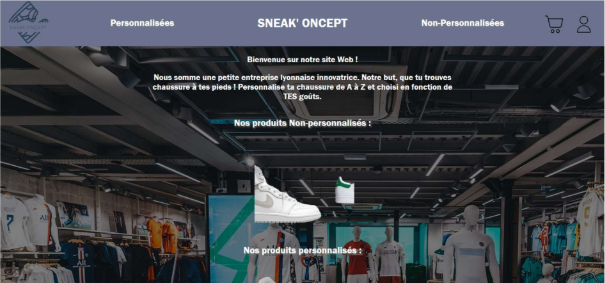 Personnalisées
SNEAK' ONCEPT
Non-Personnalisées
Bienvenue sur notre site Web !
Nous somme une petite entreprise lyonnaise innovatrice. Notre but, que tu trouves
chaussure à tes pieds ! Personnalise ta chaussure de A à Z et choisi en fonction de
TES goûts.
Nos produits Non-personnalisés :
Nos produits personnalisés :